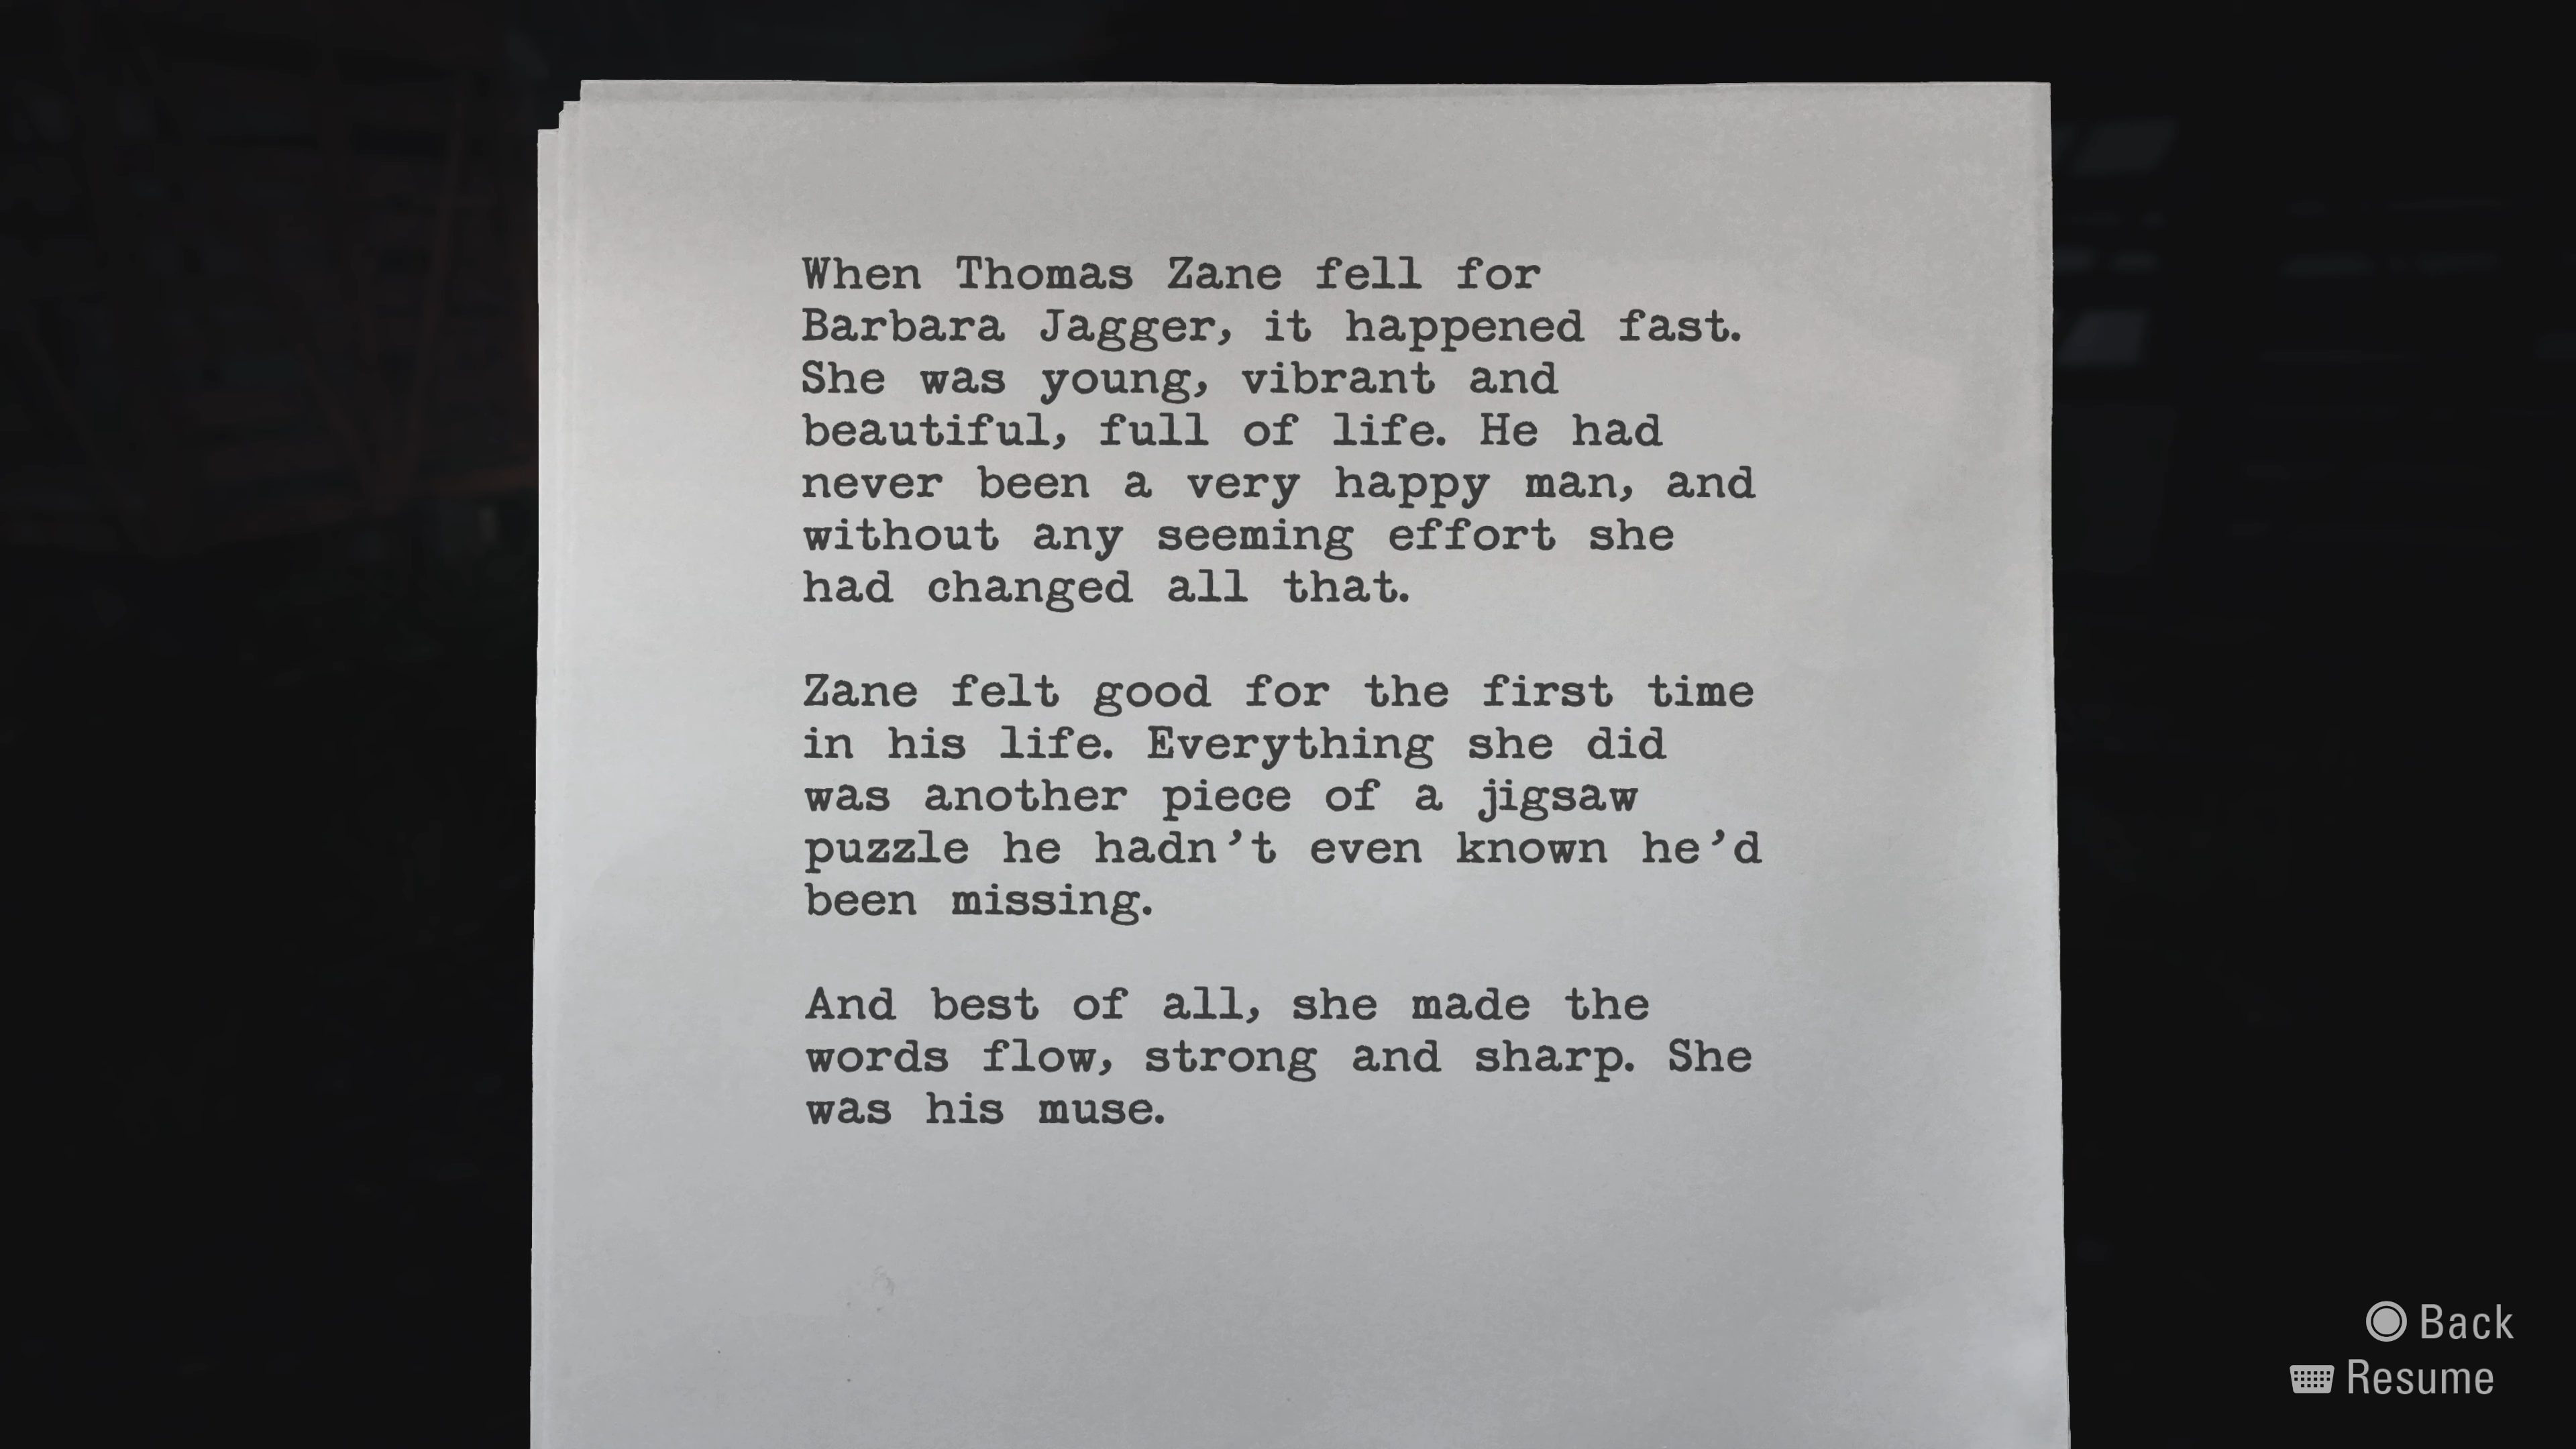 When Thomas Zane fell for
Barbara Jagger, it happened fast.
She was young, vibrant and
beautiful, full of life. He had
never been a very happy man, and
without any seeming effort she
had changed all that.
Zane felt good for the first time
in his life. Everything she did
was another piece of a jigsaw
puzzle he hadn’t even known he’d
been missing.
And best of all, she made the
words flow, strong and sharp. She
was his muse.
Back
Resume